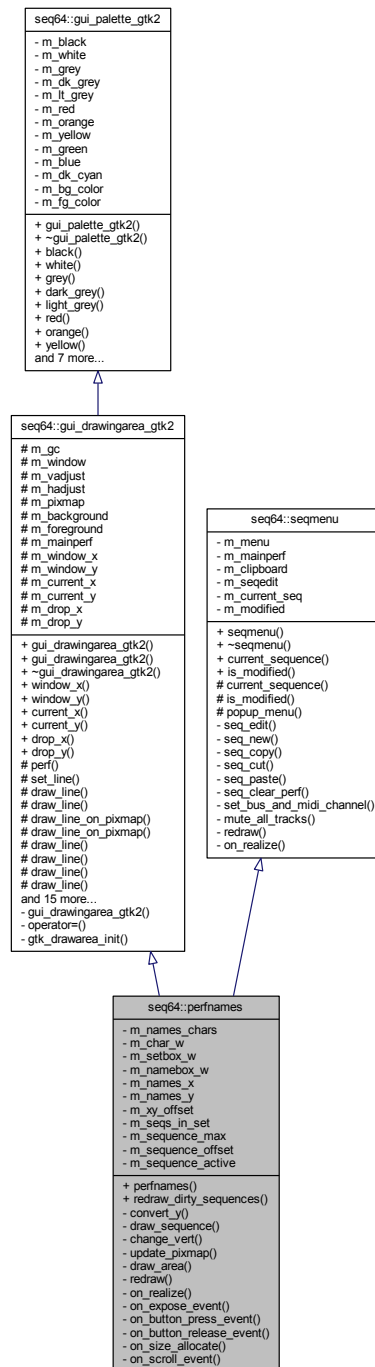 seq64::gui_palette_gtk2
- m_black
- m_white
- m_grey
- m_dk_grey
- m_lt_grey
- m_red
- m_orange
- m_yellow
- m_green
- m_blue
- m_dk_cyan
- m_bg_color
- m_fg_color
+ gui_palette_gtk2()
+ ~gui_palette_gtk2()
+ black()
+ white()
+ grey()
+ dark_grey()
+ light_grey()
+ red()
+ orange()
+ yellow()
and 7 more...
seq64::gui_drawingarea_gtk2
# m_gc
# m_window
# m_vadjust
# m_hadjust
# m_pixmap
# m_background
# m_foreground
# m_mainperf
# m_window_x
# m_window_y
# m_current_x
# m_current_y
# m_drop_x
# m_drop_y
+ gui_drawingarea_gtk2()
+ gui_drawingarea_gtk2()
+ ~gui_drawingarea_gtk2()
+ window_x()
+ window_y()
+ current_x()
+ current_y()
+ drop_x()
+ drop_y()
# perf()
# set_line()
# draw_line()
# draw_line()
# draw_line_on_pixmap()
# draw_line_on_pixmap()
# draw_line()
# draw_line()
# draw_line()
# draw_line()
and 15 more...
- gui_drawingarea_gtk2()
- operator=()
- gtk_drawarea_init()
seq64::seqmenu
- m_menu
- m_mainperf
- m_clipboard
- m_seqedit
- m_current_seq
- m_modified
+ seqmenu()
+ ~seqmenu()
+ current_sequence()
+ is_modified()
# current_sequence()
# is_modified()
# popup_menu()
- seq_edit()
- seq_new()
- seq_copy()
- seq_cut()
- seq_paste()
- seq_clear_perf()
- set_bus_and_midi_channel()
- mute_all_tracks()
- redraw()
- on_realize()
seq64::perfnames
- m_names_chars
- m_char_w
- m_setbox_w
- m_namebox_w
- m_names_x
- m_names_y
- m_xy_offset
- m_seqs_in_set
- m_sequence_max
- m_sequence_offset
- m_sequence_active
+ perfnames()
+ redraw_dirty_sequences()
- convert_y()
- draw_sequence()
- change_vert()
- update_pixmap()
- draw_area()
- redraw()
- on_realize()
- on_expose_event()
- on_button_press_event()
- on_button_release_event()
- on_size_allocate()
- on_scroll_event()